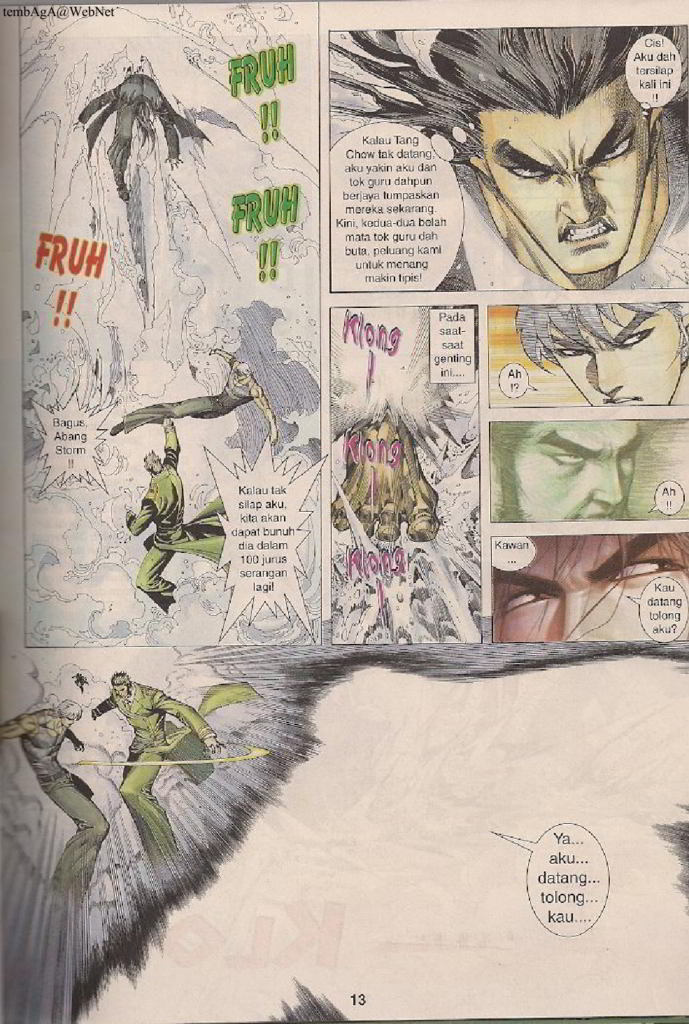 tembAgA@WebNet
FRUH
!!
FRUH
!!
FRUH
!!
Bagus,
Abang
Storm
!!
Kalau tak
silap aku,
kita akan
dapat bunuh
dia dalam
100 jurus
serangan
lagi!
Cis!
Aku dah
tersilap
kali ini
!!
Kalau Tang
Chow tak datang,
aku yakin aku dan
tok guru dahpun
berjaya tumpaskan
mereka sekarang.
Kini, kedua-dua belah
mata tok guru dah
buta, peluang kami
untuk menang
makin tipis!
Pada
saat-
saat
genting
ini....
Klong
!
Klong
!
Klong
!
Ah
!?
Ah
!!
Kawan
...
Kau
datang
tolong
aku?
Ya...
aku...
datang...
tolong...
kau....
13